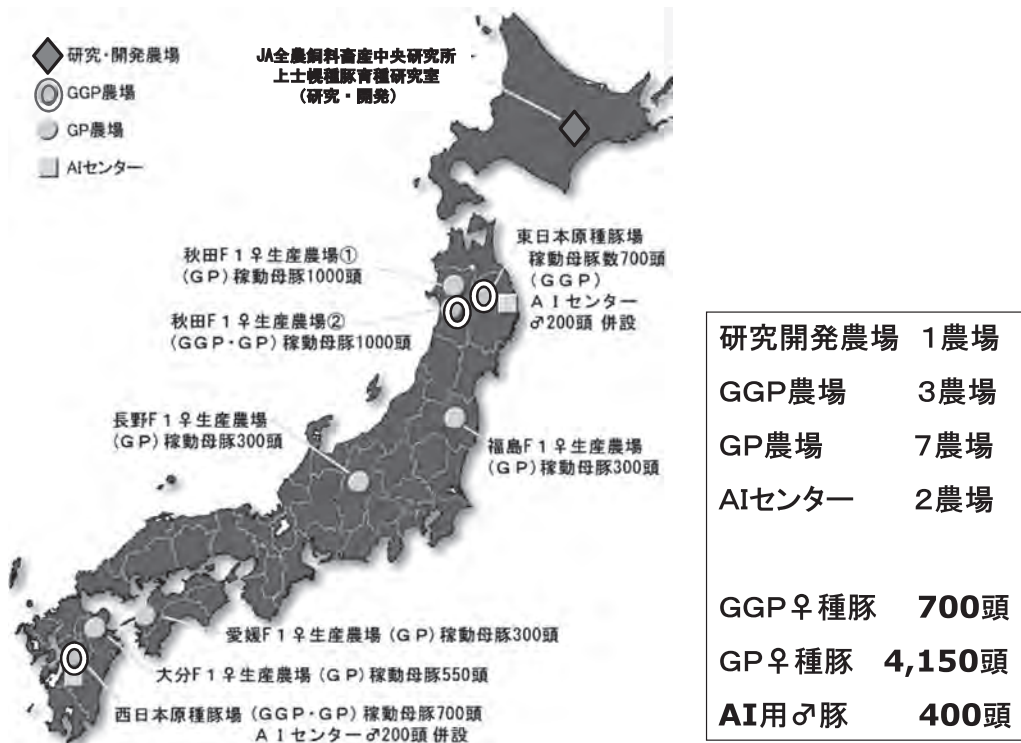 研究・開発農場
GGP農場
GP農場
AIセンター
JA全農飼料畜産中央研究所
上士幌種豚育種研究室
(研究・開発)
秋田F1♀生産農場①
(GP)稼動母豚1000頭
秋田F1♀生産農場②
(GGP・GP)稼動母豚1000頭
東日本原種豚場
稼動母豚数700頭
(GGP)
AIセンター
♂200頭 併設
長野F1♀生産農場
(GP)稼動母豚300頭
福島F1♀生産農場
(GP)稼動母豚300頭
愛媛F1♀生産農場(GP)稼動母豚300頭
大分F1♀生産農場(GP)稼動母豚550頭
西日本原種豚場(GGP・GP)稼動母豚700頭
AIセンター♂200頭 併設
研究開発農場 1農場
GGP農場 3農場
GP農場 7農場
AIセンター 2農場
GGP♀種豚 700頭
GP♀種豚 4,150頭
AI用♂豚 400頭